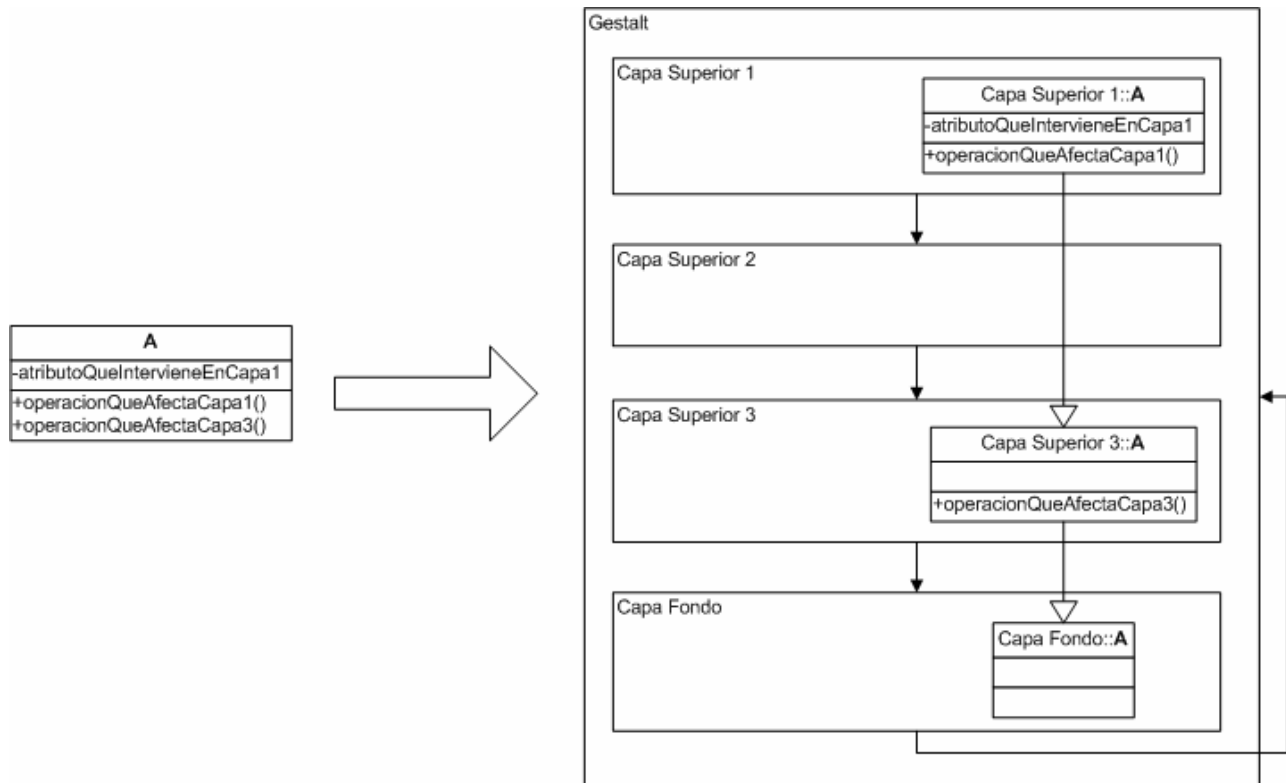 Gestalt
Capa Superior 1
Capa Superior 1::A
-atributoQueIntervieneEnCapa1
+operacionQueAfectaCapa1()
Capa Superior 2
A
-atributoQueIntervieneEnCapa1
+operacionQueAfectaCapa1()
+operacionQueAfectaCapa3()
Capa Superior 3
Capa Superior 3::A
+operacionQueAfectaCapa3()
Capa Fondo
Capa Fondo::A